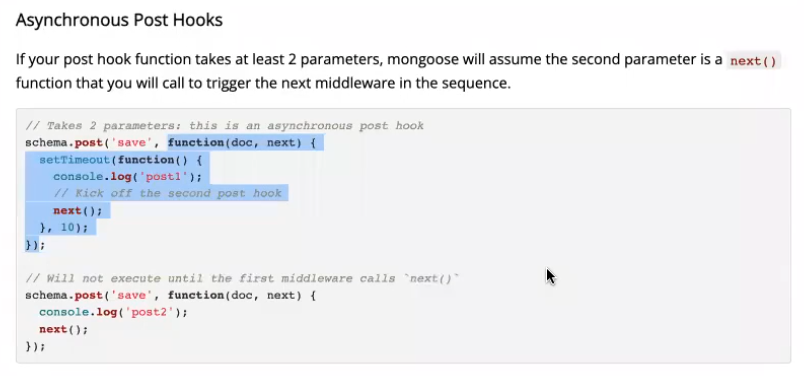 Asynchronous Post Hooks
If your post hook function takes at least 2 parameters, mongoose will assume the second parameter is a next()
function that you will call to trigger the next middleware in the sequence.
// Takes 2 parameters: this is an asynchronous post hook
schema.post('save', function(doc, next) {
  setTimeout(function() {
    console.log('post1');
    // Kick off the second post hook
    next();
  }, 10);
});
// Will not execute until the first middleware calls `next()`
schema.post('save', function(doc, next) {
  console.log('post2');
  next();
});